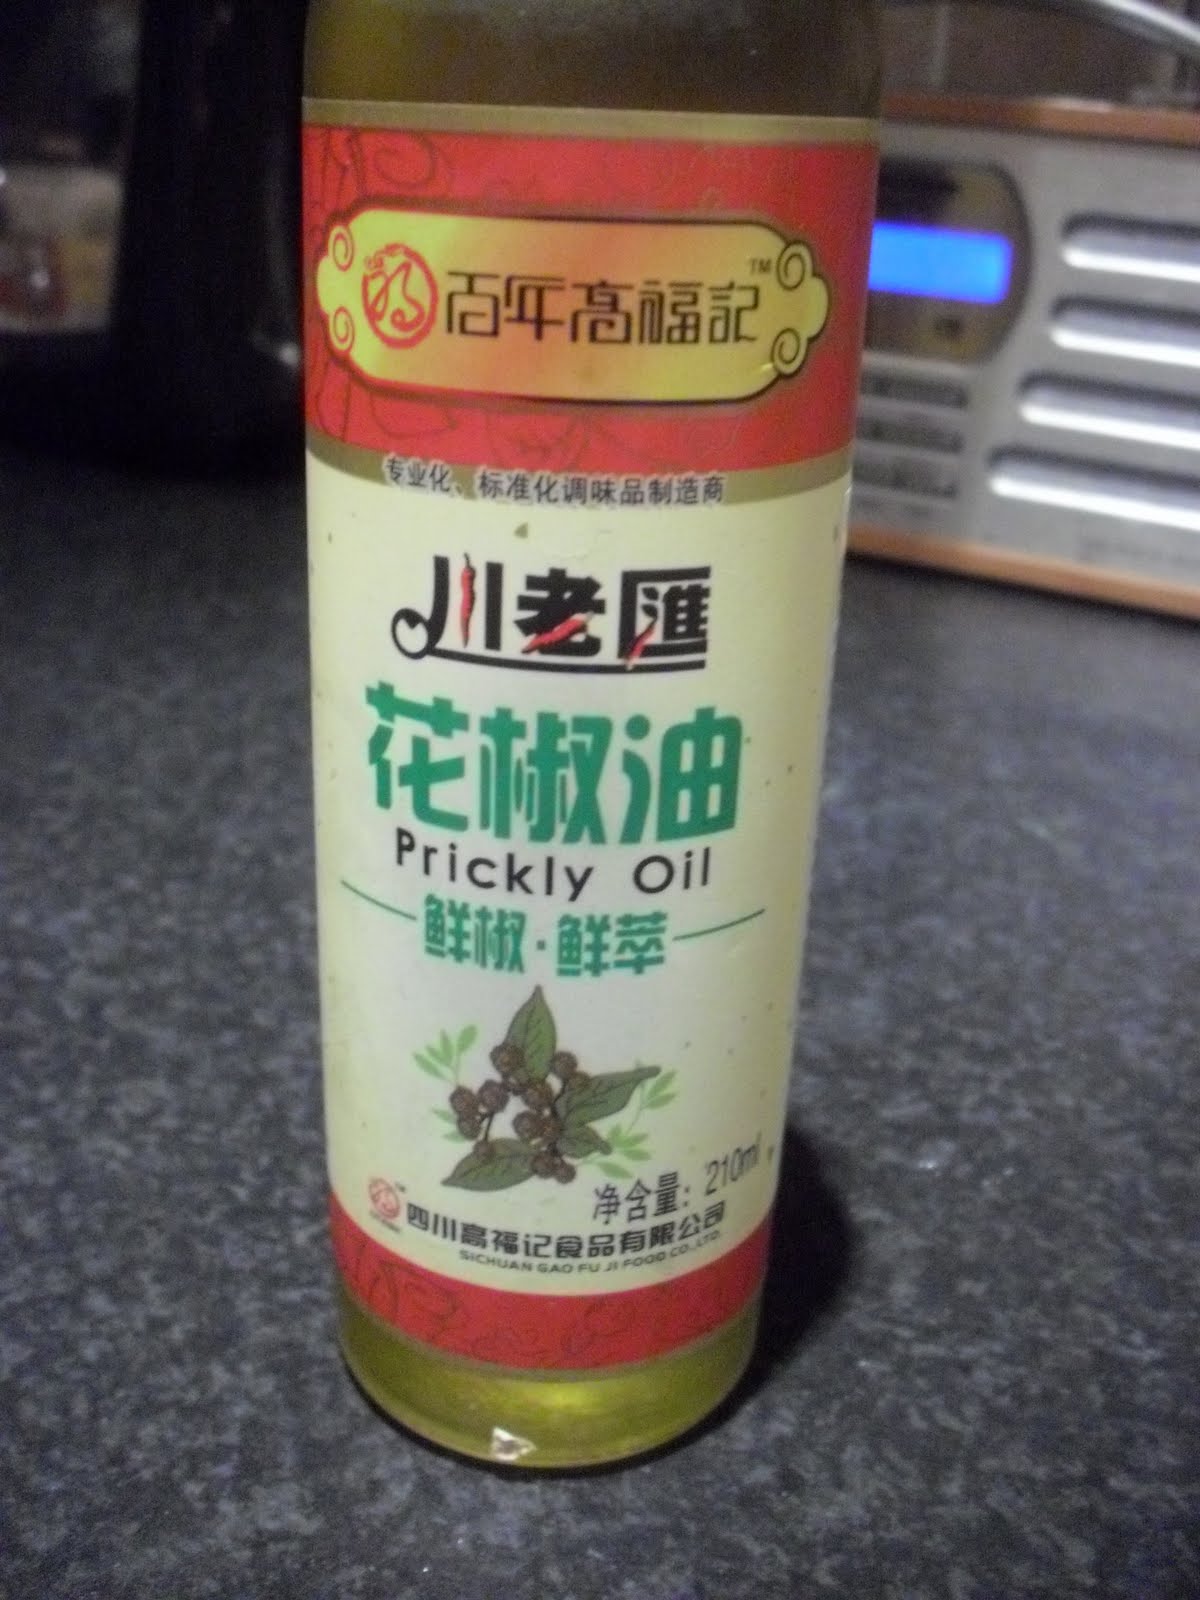 百年高福記 TM
专业化、标准化调味品制造商
川老匯
花椒油
Prickly Oil
鲜椒·鲜萃
净含量: 210ml
四川高福记食品有限公司
SICHUAN GAO FU JI FOOD CO.,LTD.